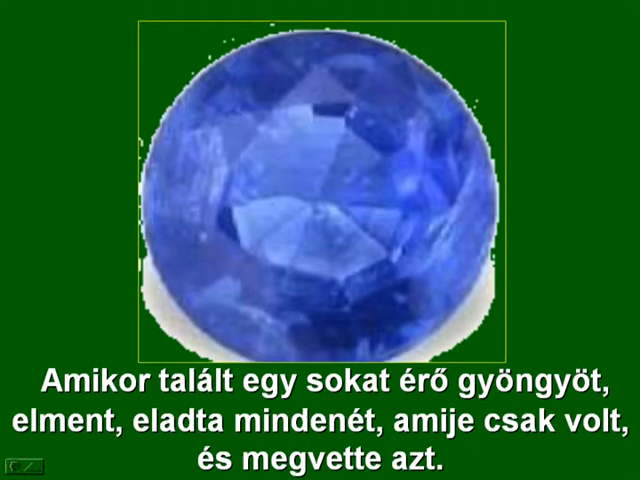 Amikor talált egy sokat érő gyöngyöt,
elment, eladta mindenét, amije csak volt,
és megvette azt.